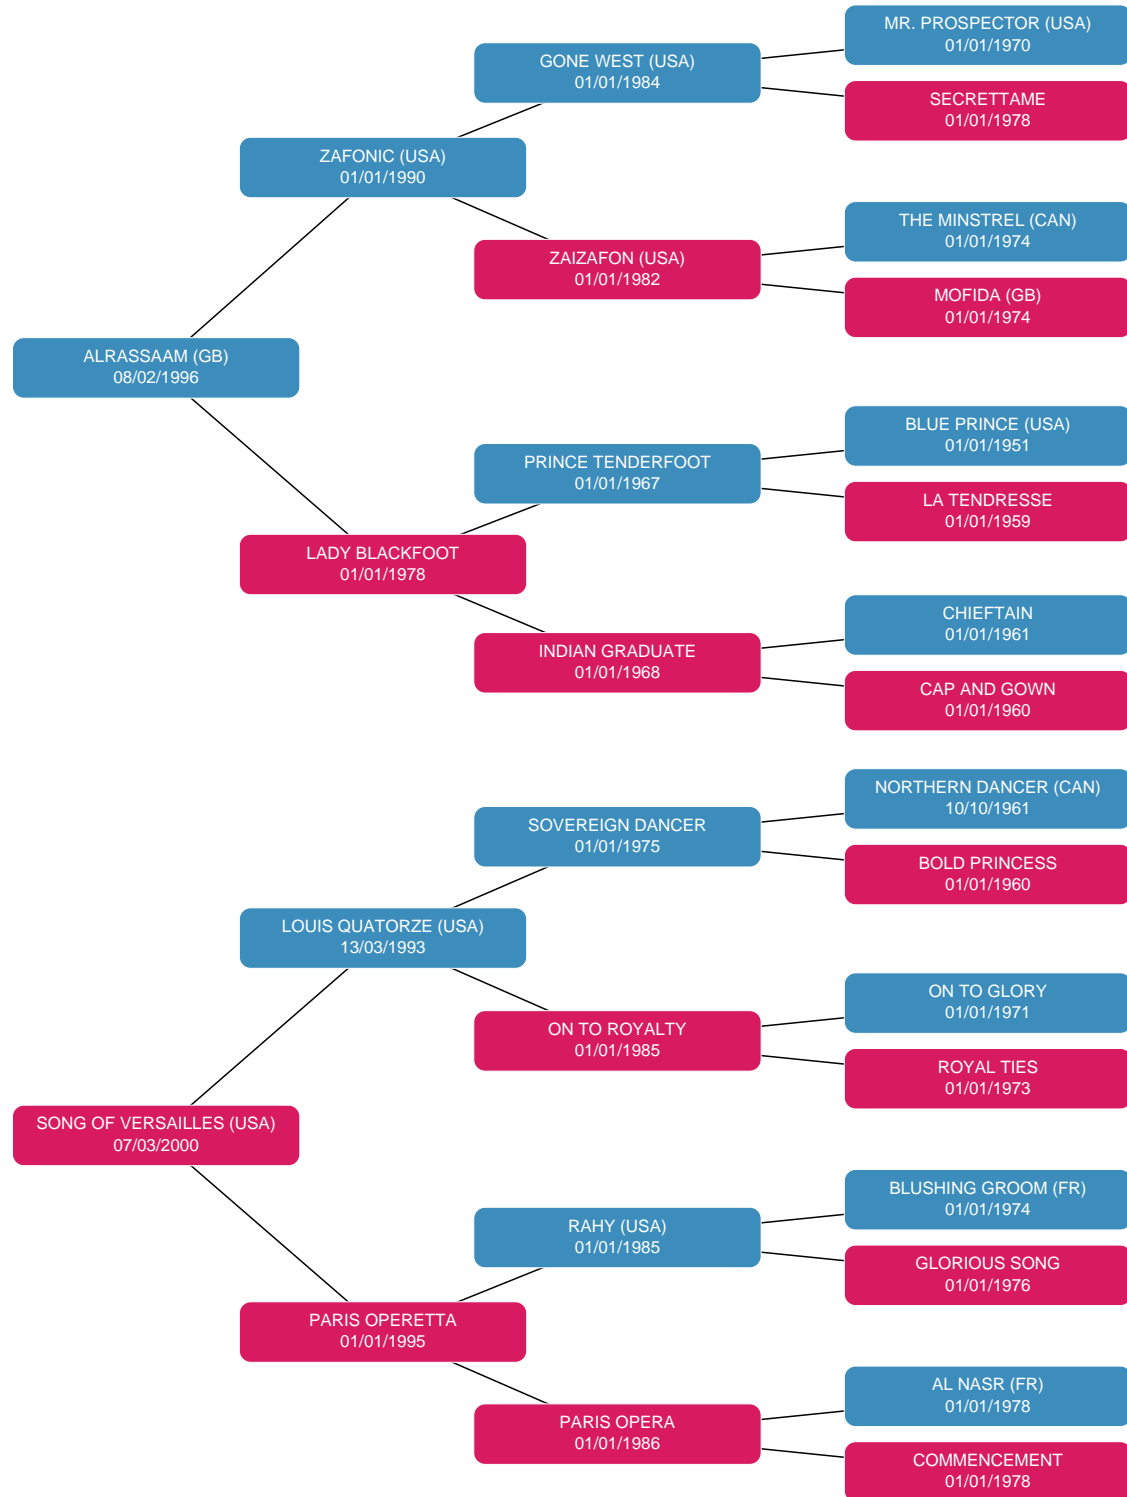 MR. PROSPECTOR (USA)
01/01/1970
GONE WEST (USA)
01/01/1984
SECRETTAME
01/01/1978
ZAFONIC (USA)
01/01/1990
THE MINSTREL (CAN)
01/01/1974
ZAIZAFON (USA)
01/01/1982
MOFIDA (GB)
01/01/1974
ALRASSAAM (GB)
08/02/1996
BLUE PRINCE (USA)
01/01/1951
PRINCE TENDERFOOT
01/01/1967
LA TENDRESSE
01/01/1959
LADY BLACKFOOT
01/01/1978
CHIEFTAIN
01/01/1961
INDIAN GRADUATE
01/01/1968
CAP AND GOWN
01/01/1960
NORTHERN DANCER (CAN)
10/10/1961
SOVEREIGN DANCER
01/01/1975
BOLD PRINCESS
01/01/1960
LOUIS QUATORZE (USA)
13/03/1993
ON TO GLORY
01/01/1971
ON TO ROYALTY
01/01/1985
ROYAL TIES
01/01/1973
SONG OF VERSAILLES (USA)
07/03/2000
BLUSHING GROOM (FR)
01/01/1974
RAHY (USA)
01/01/1985
GLORIOUS SONG
01/01/1976
PARIS OPERETTA
01/01/1995
AL NASR (FR)
01/01/1978
PARIS OPERA
01/01/1986
COMMENCEMENT
01/01/1978